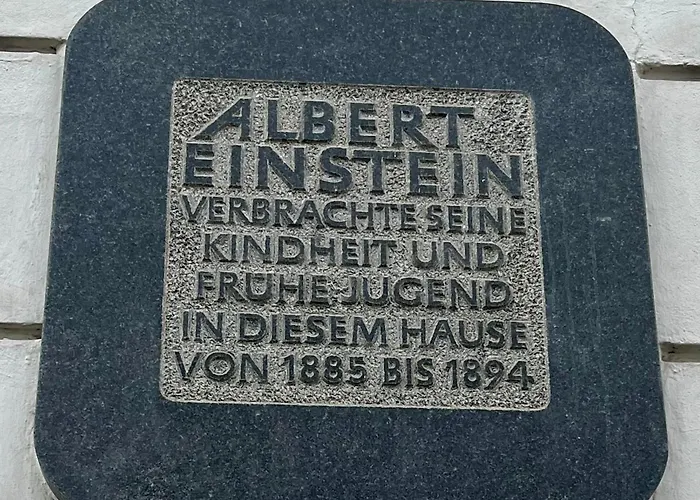 ALBERT
EINSTEIN
VERBRACHTE SEINE
KINDHEIT UND
FRÜHE JUGEND
IN DIESEM HAUSE
VON 1885 BIS 1894